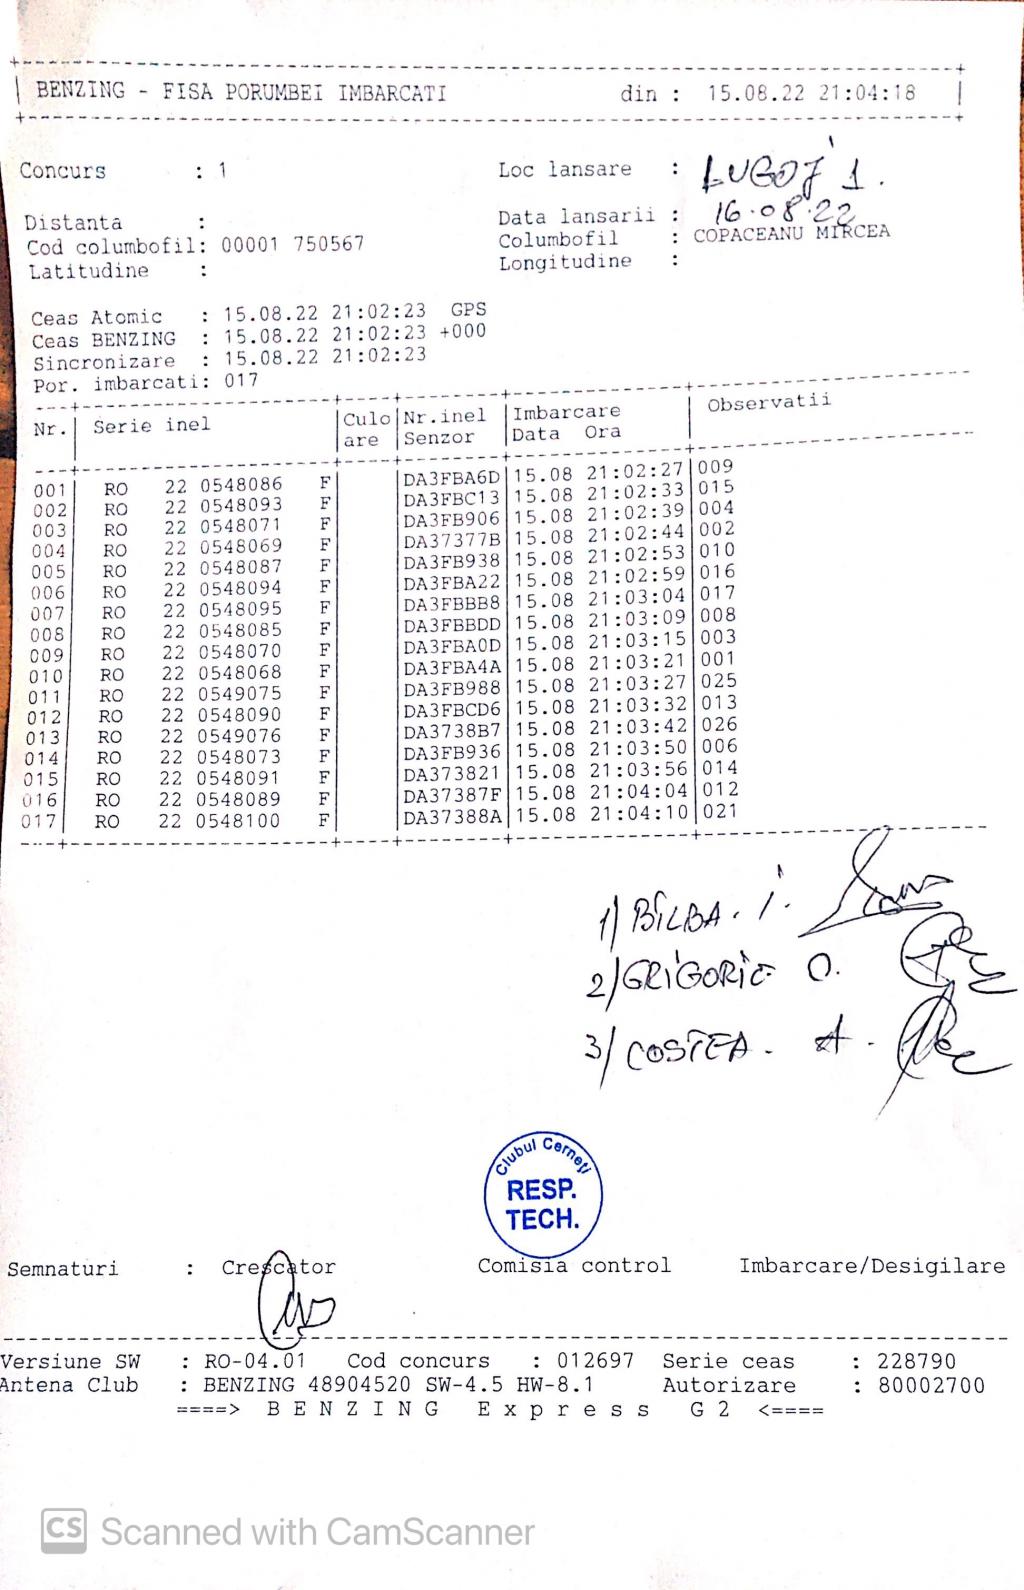 BENZING - FISA PORUMBEI IMBARCATI din : 15.08.22 21:04:18
Concurs : 1 Loc lansare : LUGOJ 1.
Distanta : Data lansarii : 16.08.22
Cod columbofil: 00001 750567 Columbofil : COPACEANU MIRCEA
Latitudine : Longitudine :
Ceas Atomic : 15.08.22 21:02:23 GPS
Ceas BENZING : 15.08.22 21:02:23 +000
Sincronizare : 15.08.22 21:02:23
Por. imbarcati: 017
Nr. Serie inel Culo Nr.inel Imbarcare Observatii
are Senzor Data Ora
001 RO 22 0548086 F DA3FBA6D 15.08 21:02:27 009
002 RO 22 0548093 F DA3FBC13 15.08 21:02:33 015
003 RO 22 0548071 F DA3FB906 15.08 21:02:39 004
004 RO 22 0548069 F DA37377B 15.08 21:02:44 002
005 RO 22 0548087 F DA3FB938 15.08 21:02:53 010
006 RO 22 0548094 F DA3FBA22 15.08 21:02:59 016
007 RO 22 0548095 F DA3FBBB8 15.08 21:03:04 017
008 RO 22 0548085 F DA3FBBDD 15.08 21:03:09 008
009 RO 22 0548070 F DA3FBA0D 15.08 21:03:15 003
010 RO 22 0548068 F DA3FBA4A 15.08 21:03:21 001
011 RO 22 0549075 F DA3FB988 15.08 21:03:27 025
012 RO 22 0548090 F DA3FBCD6 15.08 21:03:32 013
013 RO 22 0549076 F DA3738B7 15.08 21:03:42 026
014 RO 22 0548073 F DA3FB936 15.08 21:03:50 006
015 RO 22 0548091 F DA373821 15.08 21:03:56 014
016 RO 22 0548089 F DA37387F 15.08 21:04:04 012
017 RO 22 0548100 F DA37388A 15.08 21:04:10 021
1) BÎLBA. I.
2) GRIGORIE O.
3) COSTEA. A.
Clubul Cerneți
RESP.
TECH.
Semnaturi : Crescator Comisia control Imbarcare/Desigilare
Versiune SW : RO-04.01 Cod concurs : 012697 Serie ceas : 228790
Antena Club : BENZING 48904520 SW-4.5 HW-8.1 Autorizare : 80002700
====> B E N Z I N G E x p r e s s G 2 <====
CS Scanned with CamScanner